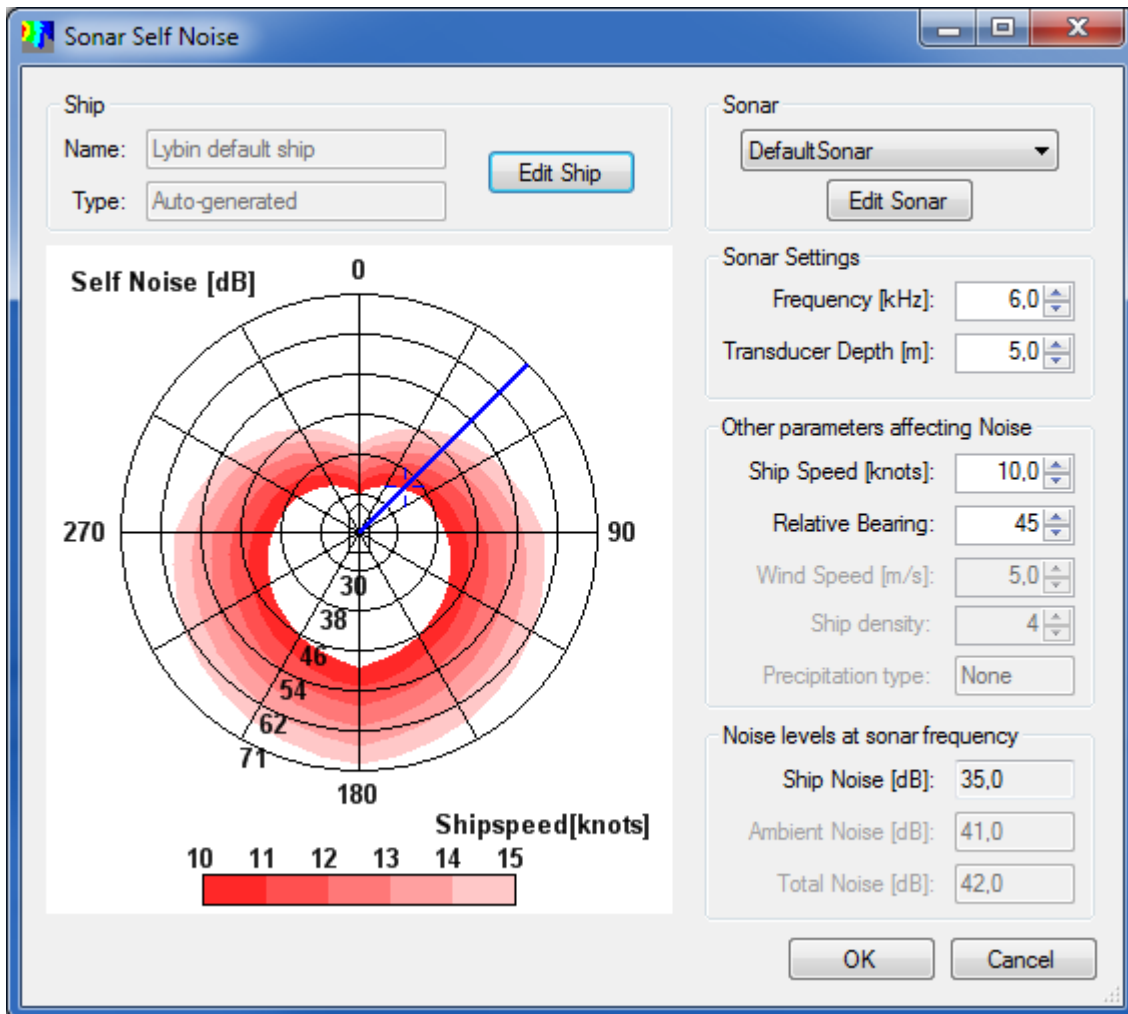 Sonar Self Noise
Ship
Name: Lybin default ship
Type: Auto-generated
Edit Ship
Sonar
DefaultSonar
Edit Sonar
Self Noise [dB]
0
270
90
30
38
46
54
62
71
180
Shipspeed[knots]
10 11 12 13 14 15
Sonar Settings
Frequency [kHz]: 6,0
Transducer Depth [m]: 5,0
Other parameters affecting Noise
Ship Speed [knots]: 10,0
Relative Bearing: 45
Wind Speed [m/s]: 5,0
Ship density: 4
Precipitation type: None
Noise levels at sonar frequency
Ship Noise [dB]: 35,0
Ambient Noise [dB]: 41,0
Total Noise [dB]: 42,0
OK
Cancel